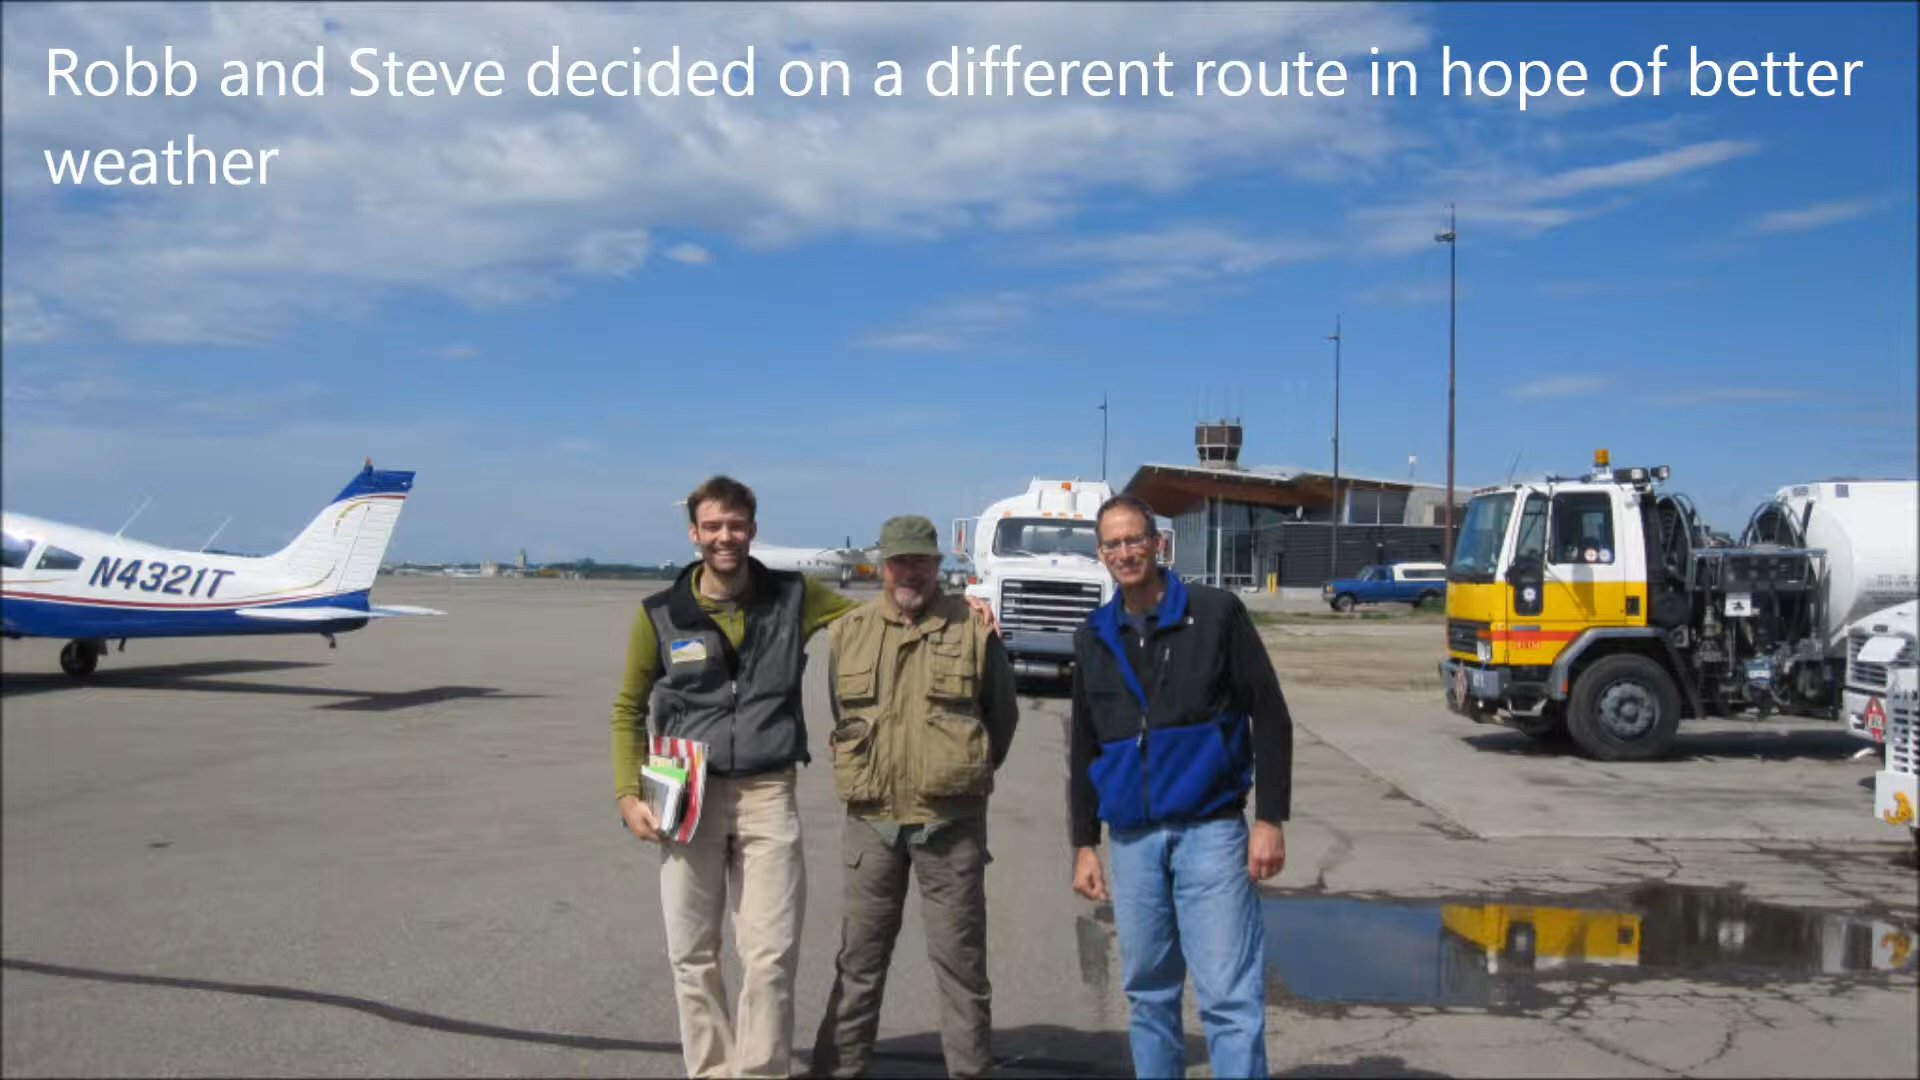 Robb and Steve decided on a different route in hope of better
weather
N4321T